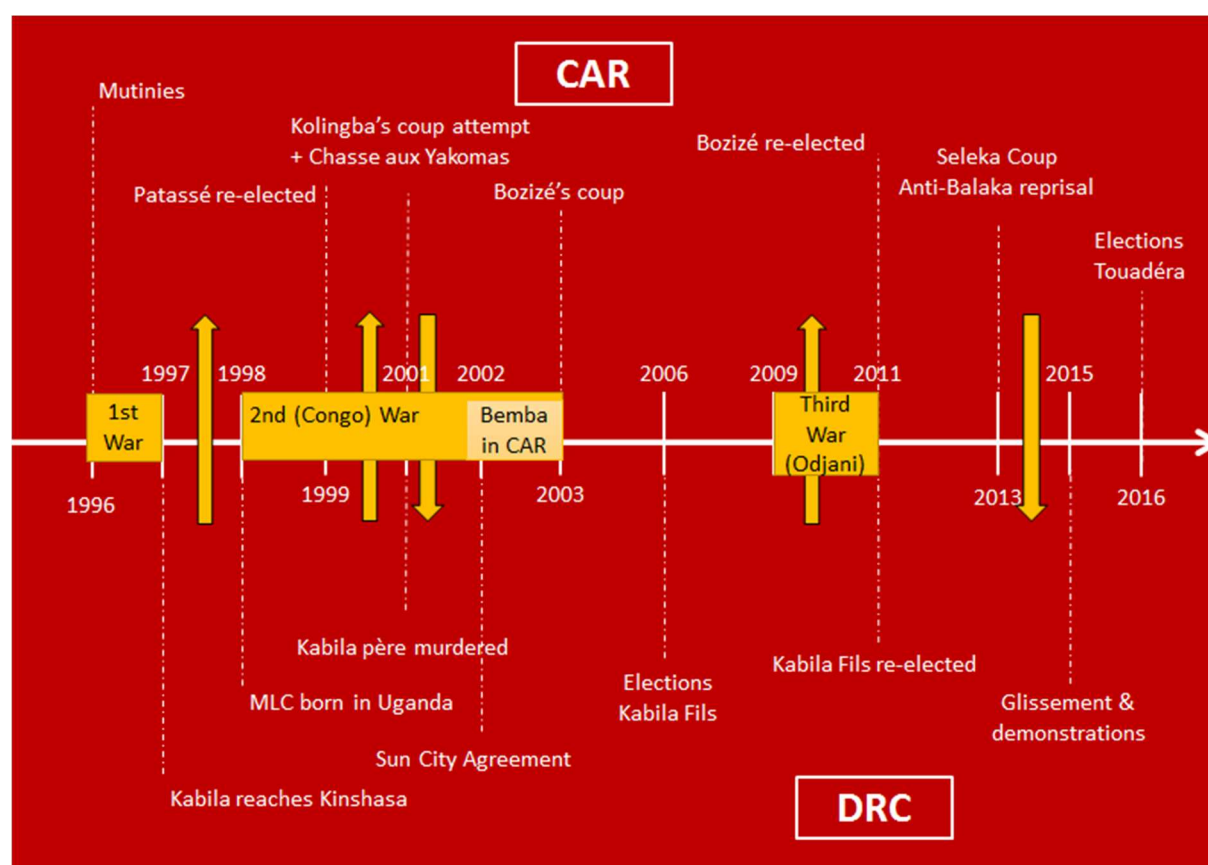 CAR
Mutinies
Kolingba's coup attempt
+ Chasse aux Yakomas
Bozizé re-elected
Seleka Coup
Anti-Balaka reprisal
Patassé re-elected
Bozizé's coup
Elections
Touadéra
1997
1998
2001
2002
2006
2009
2011
2015
1st
War
2nd (Congo) War
Bemba
in CAR
Third
War
(Odjani)
1996
1999
2003
2013
2016
Kabila père murdered
Kabila Fils re-elected
MLC born in Uganda
Elections
Kabila Fils
Glissement &
demonstrations
Sun City Agreement
Kabila reaches Kinshasa
DRC